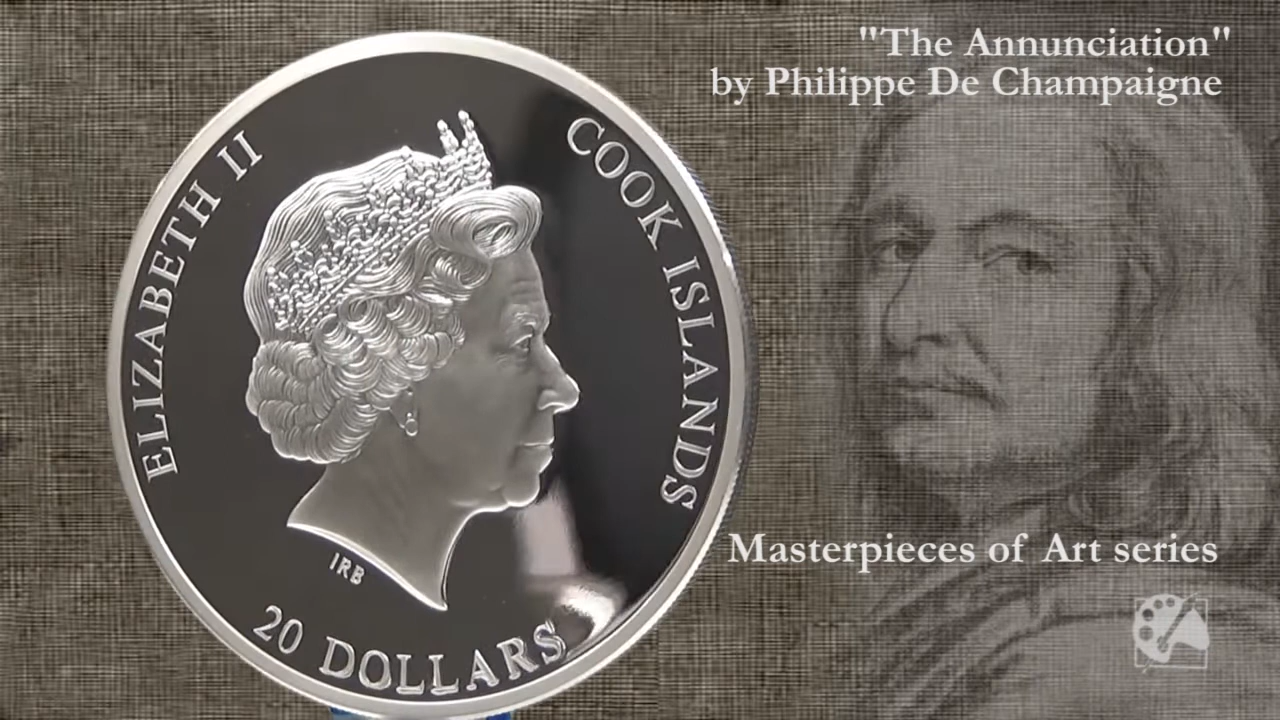 "The Annunciation"
by Philippe De Champaigne
ELIZABETH II
COOK ISLANDS
IRB
20 DOLLARS
Masterpieces of Art series